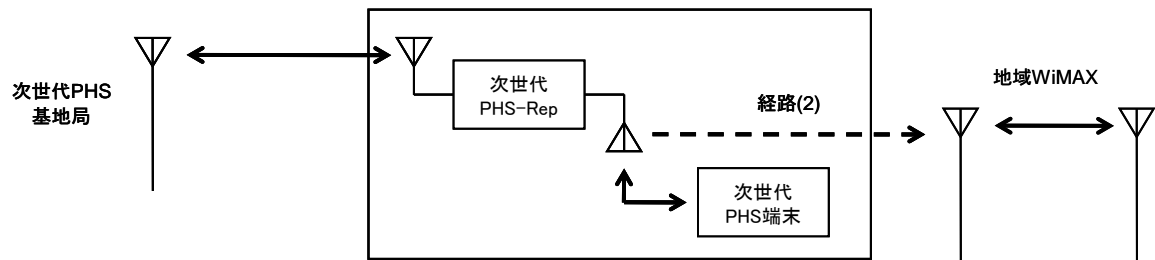 次世代PHS
基地局
次世代
PHS-Rep
経路(2)
次世代
PHS端末
地域WiMAX